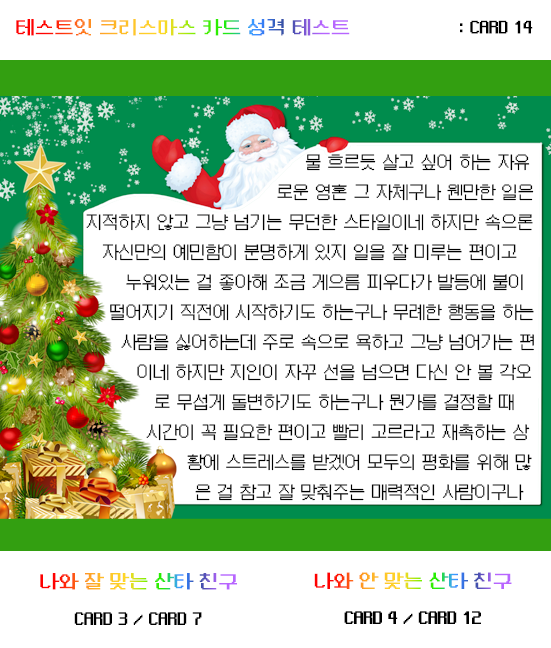 테스트잇 크리스마스 카드 성격 테스트
: CARD 14
물 흐르듯 살고 싶어 하는 자유
로운 영혼 그 자체구나 웬만한 일은
지적하지 않고 그냥 넘기는 무던한 스타일이네 하지만 속으론
자신만의 예민함이 분명하게 있지 일을 잘 미루는 편이고
누워있는 걸 좋아해 조금 게으름 피우다가 발등에 불이
떨어지기 직전에 시작하기도 하는구나 무례한 행동을 하는
사람을 싫어하는데 주로 속으로 욕하고 그냥 넘어가는 편
이네 하지만 지인이 자꾸 선을 넘으면 다신 안 볼 각오
로 무섭게 돌변하기도 하는구나 뭔가를 결정할 때
시간이 꼭 필요한 편이고 빨리 고르라고 재촉하는 상
황에 스트레스를 받겠어 모두의 평화를 위해 많
은 걸 참고 잘 맞춰주는 매력적인 사람이구나
나와 잘 맞는 산타 친구
CARD 3 / CARD 7
나와 안 맞는 산타 친구
CARD 4 / CARD 12